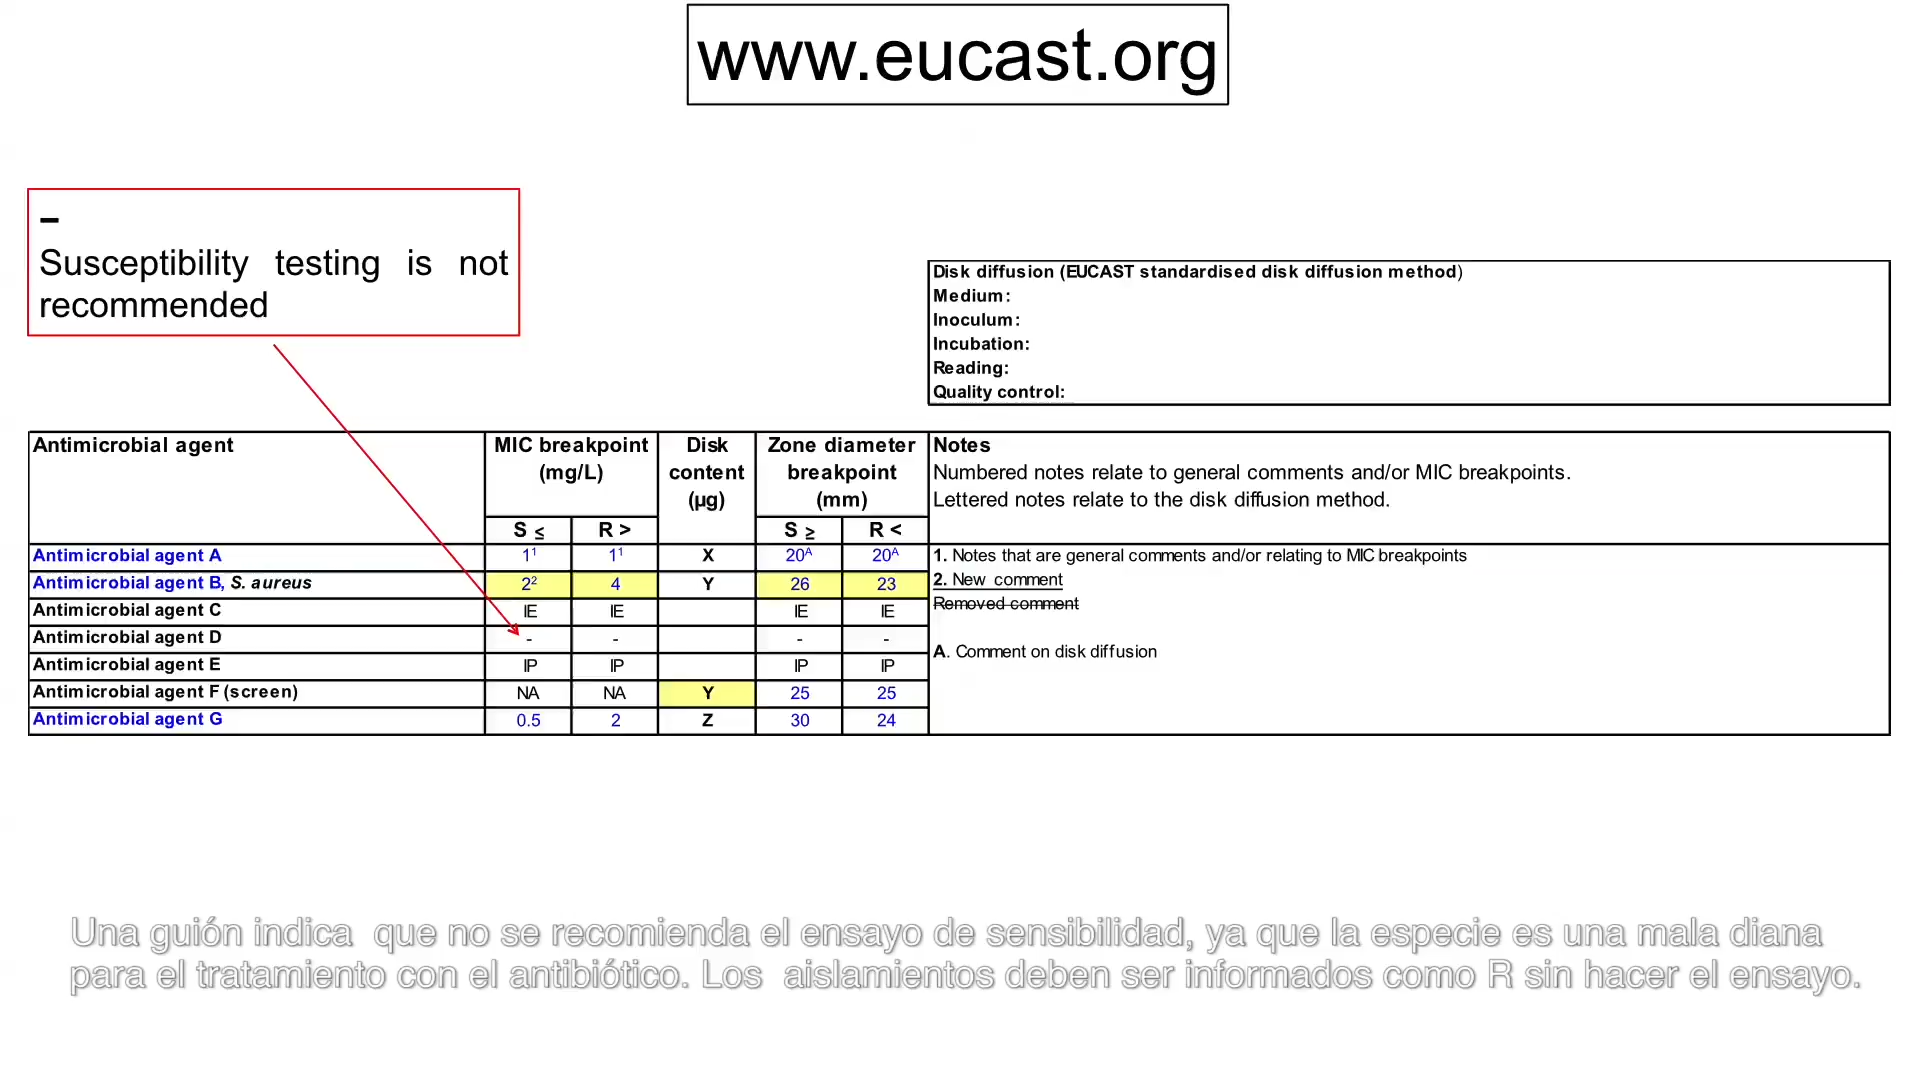 www.eucast.org
–
Susceptibility testing is not
recommended
Disk diffusion (EUCAST standardised disk diffusion method)
Medium:
Inoculum:
Incubation:
Reading:
Quality control:
Antimicrobial agent MIC breakpoint (mg/L) Disk content (µg) Zone diameter breakpoint (mm) Notes
Numbered notes relate to general comments and/or MIC breakpoints.
Lettered notes relate to the disk diffusion method.
S ≤ R > S ≥ R <
Antimicrobial agent A 1¹ 1¹ X 20ᴬ 20ᴬ
Antimicrobial agent B, S. aureus 2² 4 Y 26 23
Antimicrobial agent C IE IE IE IE
Antimicrobial agent D - - - -
Antimicrobial agent E IP IP IP IP
Antimicrobial agent F (screen) NA NA Y 25 25
Antimicrobial agent G 0.5 2 Z 30 24
1. Notes that are general comments and/or relating to MIC breakpoints
2. New comment
Removed comment
A. Comment on disk diffusion
Una guión indica que no se recomienda el ensayo de sensibilidad, ya que la especie es una mala diana
para el tratamiento con el antibiótico. Los aislamientos deben ser informados como R sin hacer el ensayo.